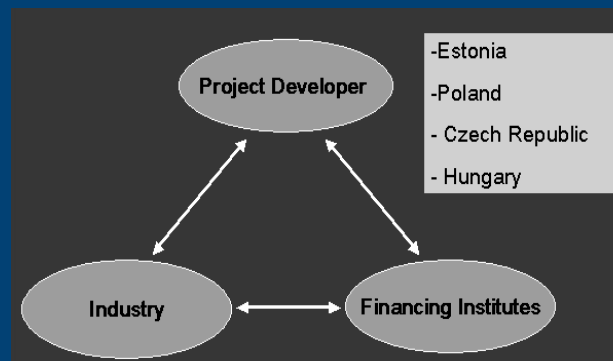 Project Developer
-Estonia
-Poland
- Czech Republic
- Hungary
Industry
Financing Institutes